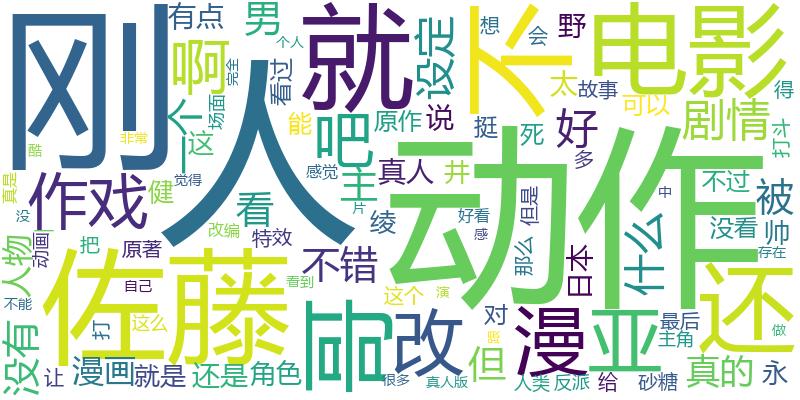 刚
有点
男
就
设定
想
会
不
野
电影
个人
啊
看过
完全
太
故事
得
一个
这
场面
能
吧
原作
说
挺
死
好
可以
剧情
打斗
非常
酷
人
感觉
主
真人
井
多
真是
作戏
健
觉得
看
片
绫
好看
但是
动作
不过
被
中
没看
帅
没
人物
动画
把
原著
改编
特效
不错
感
那么
日本
什么
存在
佐藤
自己
看到
这个
演
还
不能
没有
打
这么
改
对
漫
亚
最后
主角
做
但
让
漫画
就是
还是
角色
很多
真人版
人类
反派
给
砂糖
真的
永